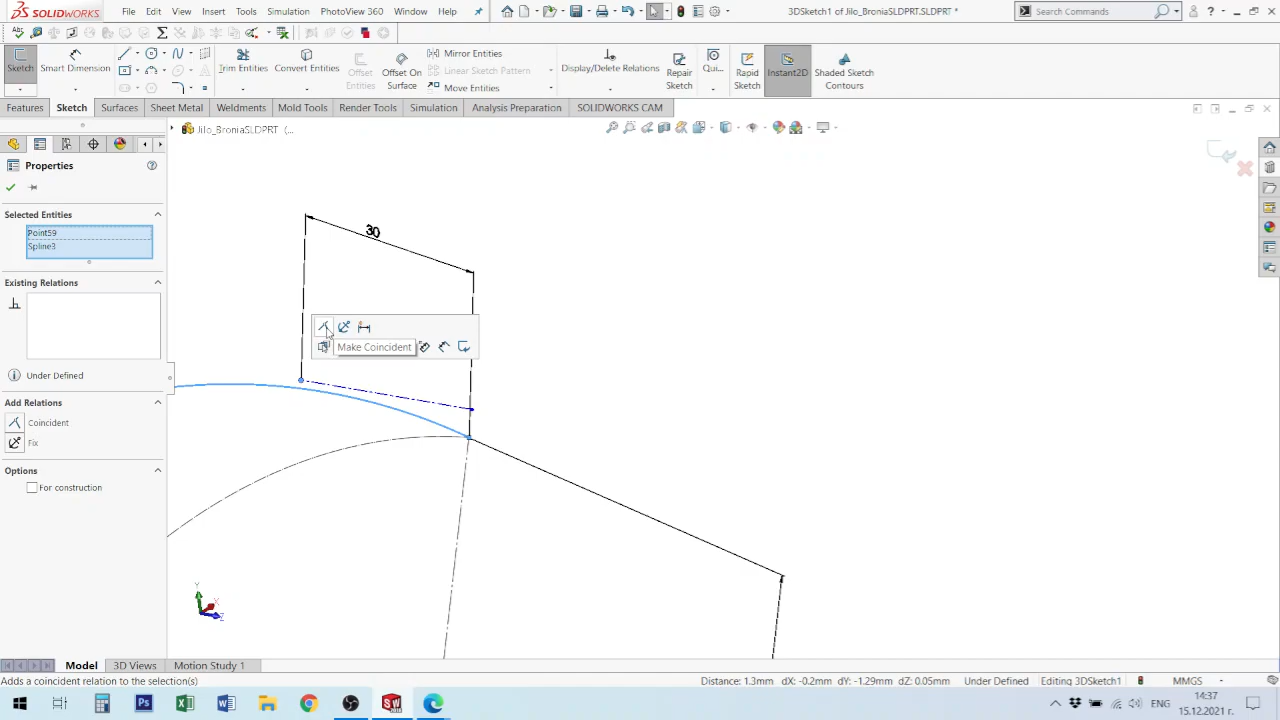 SOLIDWORKS File Edit View Insert Tools Simulation PhotoView 360 Window Help 3DSketch1 of Jilo_BroniaSLDPRT.SLDPRT * Search Commands
Sketch Smart Dimension Trim Entities Convert Entities Offset Entities Offset On Surface Mirror Entities Linear Sketch Pattern Move Entities Display/Delete Relations Repair Sketch Qui... Rapid Sketch Instant2D Shaded Sketch Contours
Features Sketch Surfaces Sheet Metal Weldments Mold Tools Render Tools Simulation Analysis Preparation SOLIDWORKS CAM
Jilo_BroniaSLDPRT (...
Properties
Selected Entities
Point59
Spline3
Existing Relations
Under Defined
Add Relations
Coincident
Fix
Options
For construction
30
Make Coincident
Y
X
Z
Model 3D Views Motion Study 1
Adds a coincident relation to the selection(s) Distance: 1.3mm dX: -0.2mm dY: -1.29mm dZ: 0.05mm Under Defined Editing 3DSketch1 MMGS
ENG 14:37
15.12.2021 г.